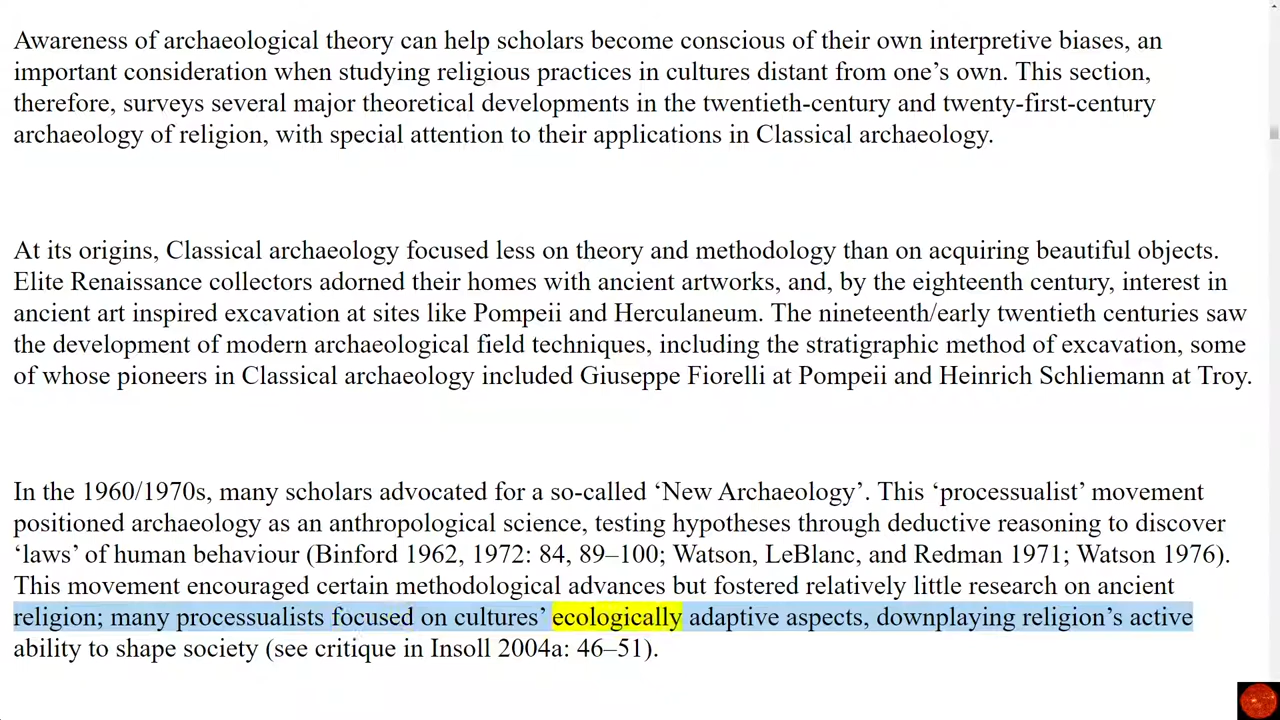 Awareness of archaeological theory can help scholars become conscious of their own interpretive biases, an
important consideration when studying religious practices in cultures distant from one’s own. This section,
therefore, surveys several major theoretical developments in the twentieth-century and twenty-first-century
archaeology of religion, with special attention to their applications in Classical archaeology.
At its origins, Classical archaeology focused less on theory and methodology than on acquiring beautiful objects.
Elite Renaissance collectors adorned their homes with ancient artworks, and, by the eighteenth century, interest in
ancient art inspired excavation at sites like Pompeii and Herculaneum. The nineteenth/early twentieth centuries saw
the development of modern archaeological field techniques, including the stratigraphic method of excavation, some
of whose pioneers in Classical archaeology included Giuseppe Fiorelli at Pompeii and Heinrich Schliemann at Troy.
In the 1960/1970s, many scholars advocated for a so-called ‘New Archaeology’. This ‘processualist’ movement
positioned archaeology as an anthropological science, testing hypotheses through deductive reasoning to discover
‘laws’ of human behaviour (Binford 1962, 1972: 84, 89–100; Watson, LeBlanc, and Redman 1971; Watson 1976).
This movement encouraged certain methodological advances but fostered relatively little research on ancient
religion; many processualists focused on cultures’ ecologically adaptive aspects, downplaying religion’s active
ability to shape society (see critique in Insoll 2004a: 46–51).